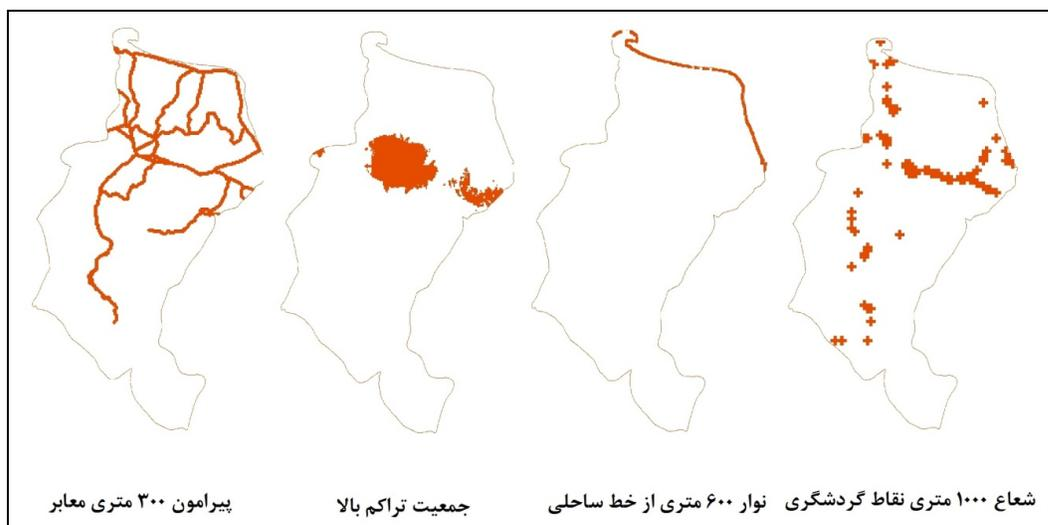 شعاع ۱۰۰۰ متری نقاط گردشگری
نوار ۶۰۰ متری از خط ساحلی
جمعیت تراکم بالا
پیرامون ۳۰۰ متری معابر